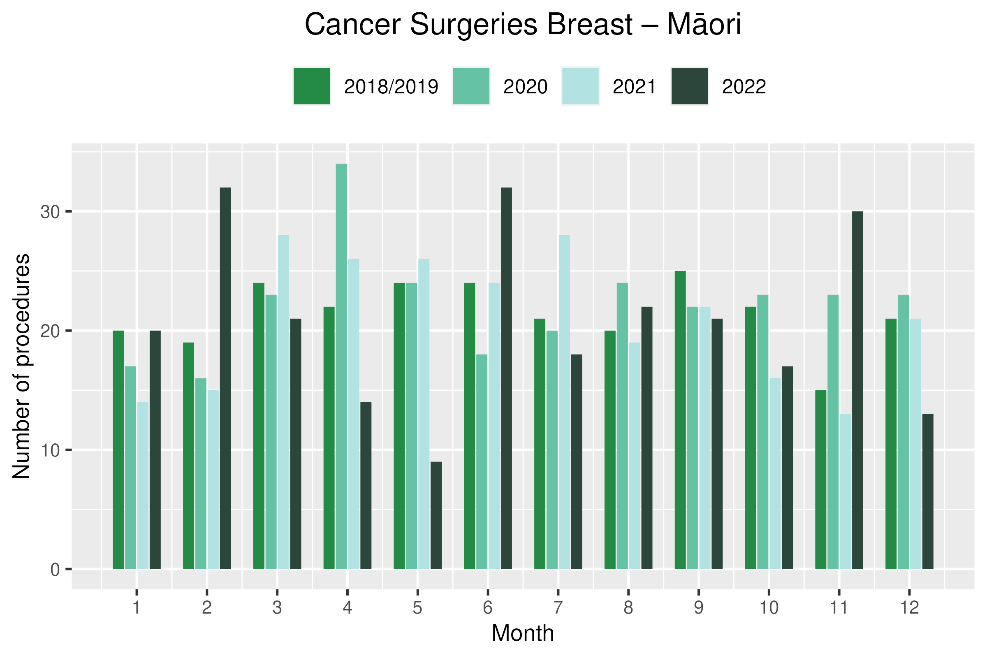 Cancer Surgeries Breast – Māori
2018/2019 2020 2021 2022
Number of procedures
30
20
10
0
1 2 3 4 5 6 7 8 9 10 11 12
Month